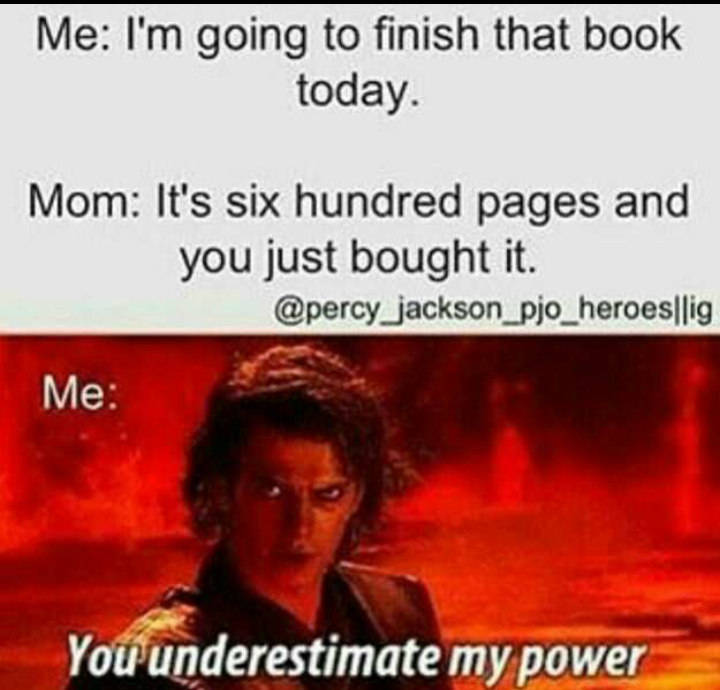 Me: I'm going to finish that book
today.
Mom: It's six hundred pages and
you just bought it.
@percy_jackson_pjo_heroes||ig
Me:
You underestimate my power